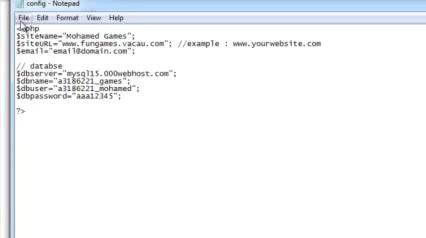 config - Notepad
File Edit Format View Help
<?php
$siteName="Mohamed Games";
$siteURL="www.fungames.vacau.com"; //example : www.yourwebsite.com
$email="email@domain.com";
// databse
$dbserver="mysql15.000webhost.com";
$dbname="a3186221_games";
$dbuser="a3186221_mohamed";
$dbpassword="aaa12345";
?>